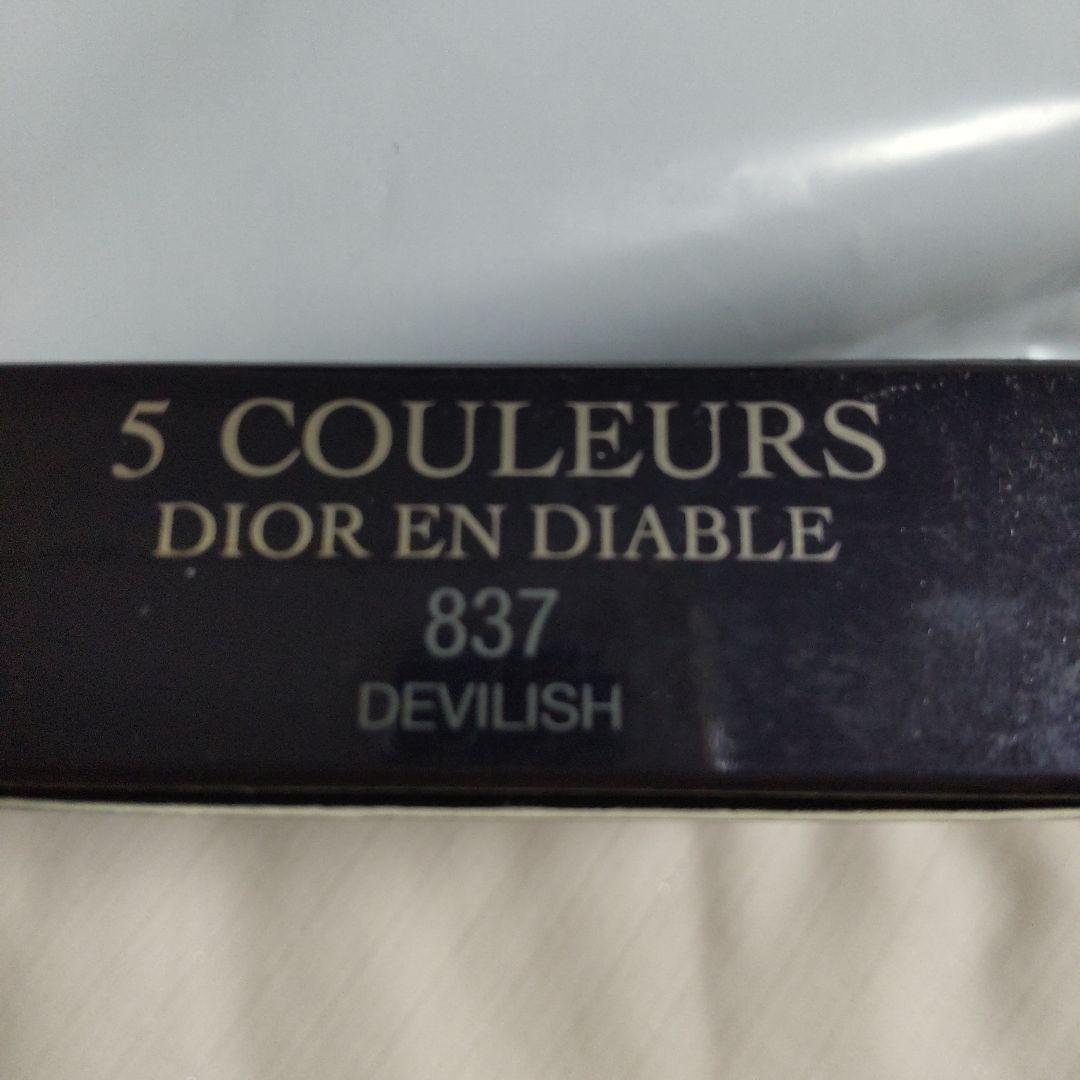 5 COULEURS
DIOR EN DIABLE
837
DEVILISH